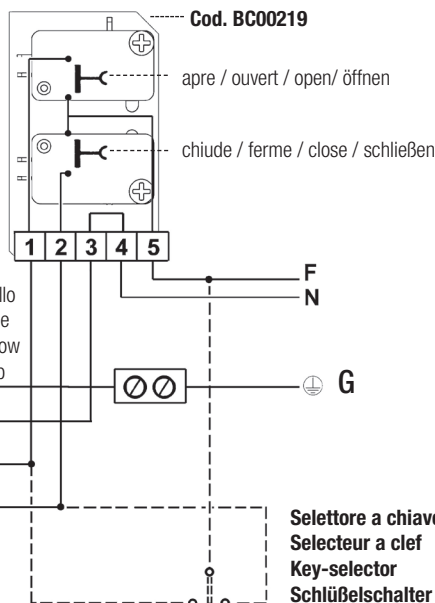 Cod. BC00219
apre / ouvert / open/ öffnen
chiude / ferme / close / schließen
1 2 3 4 5
F
N
G
Selettore a chiave
Selecteur a clef
Key-selector
Schlüßelschalter